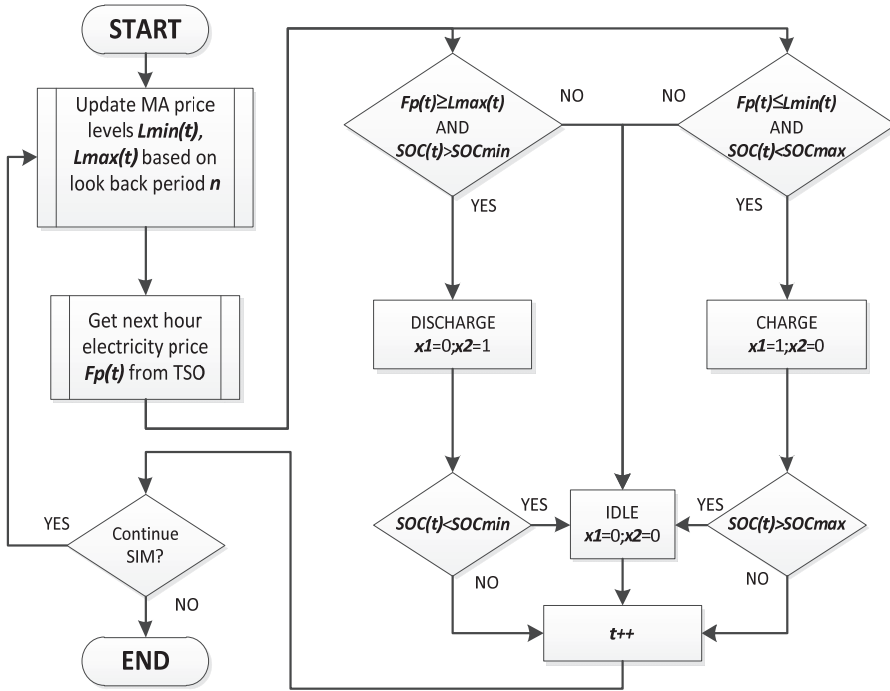 START
Update MA price
levels Lmin(t),
Lmax(t) based on
look back period n
Get next hour
electricity price
Fp(t) from TSO
Fp(t)≥Lmax(t)
AND
SOC(t)>SOCmin
NO
NO
Fp(t)≤Lmin(t)
AND
SOC(t)<SOCmax
YES
YES
DISCHARGE
x1=0;x2=1
CHARGE
x1=1;x2=0
SOC(t)<SOCmin
YES
IDLE
x1=0;x2=0
YES
SOC(t)>SOCmax
NO
NO
t++
YES
Continue
SIM?
NO
END